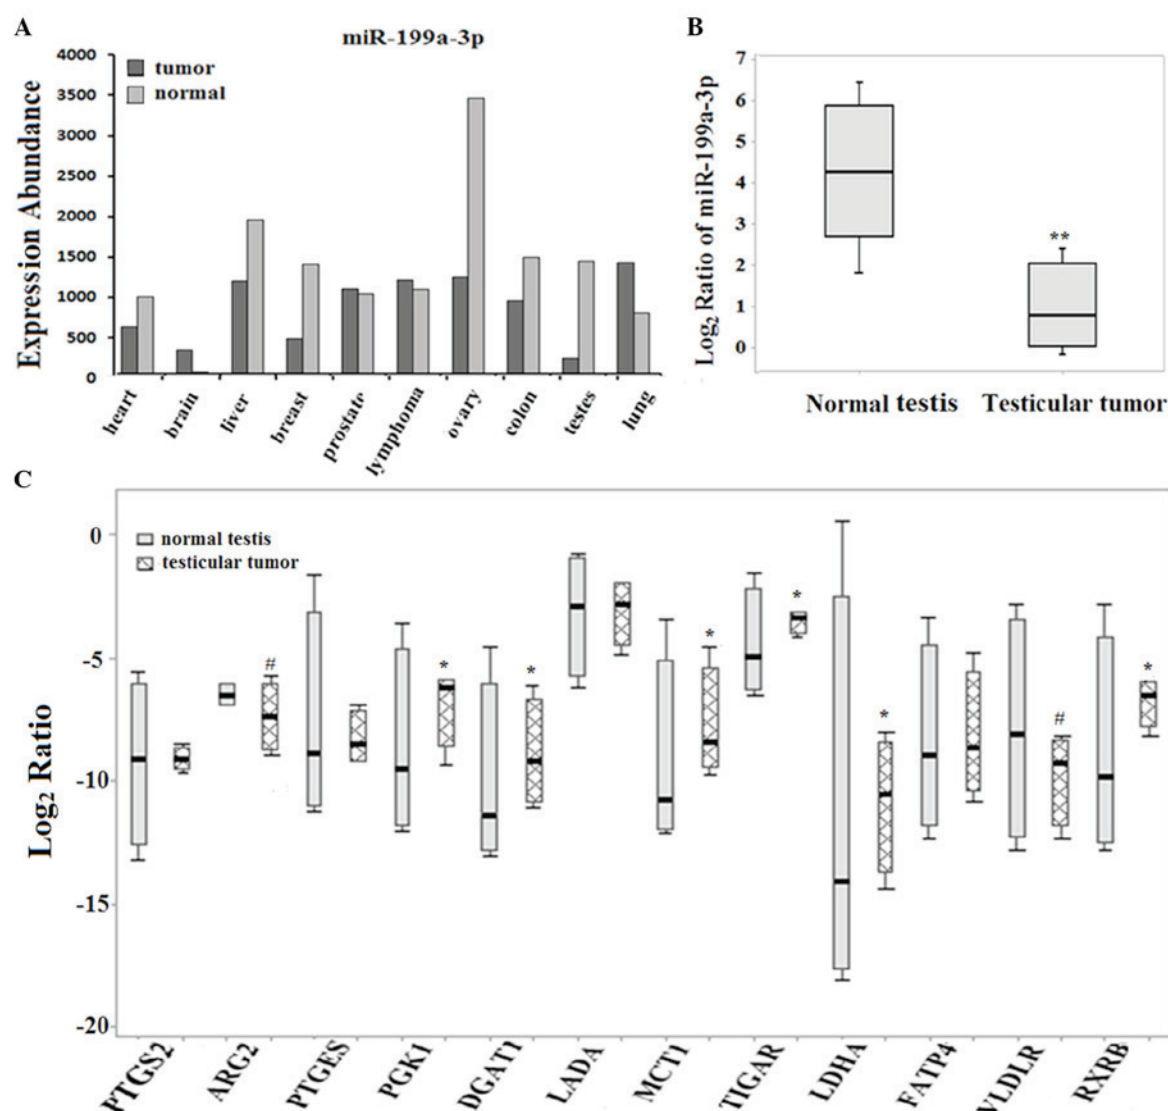 A
miR-199a-3p
Expression Abundance
4000
3500
3000
2500
2000
1500
1000
500
0
tumor
normal
heart
brain
liver
breast
prostate
lymphoma
ovary
colon
testes
lung
B
Log2 Ratio of miR-199a-3p
7
6
5
4
3
2
1
0
**
Normal testis
Testicular tumor
C
Log2 Ratio
0
-5
-10
-15
-20
normal testis
testicular tumor
#
*
*
*
*
*
#
*
PTGS2
ARG2
PTGES
PGK1
DGAT1
LADA
MCT1
TIGAR
LDHA
FATP4
VLDLR
RXRB